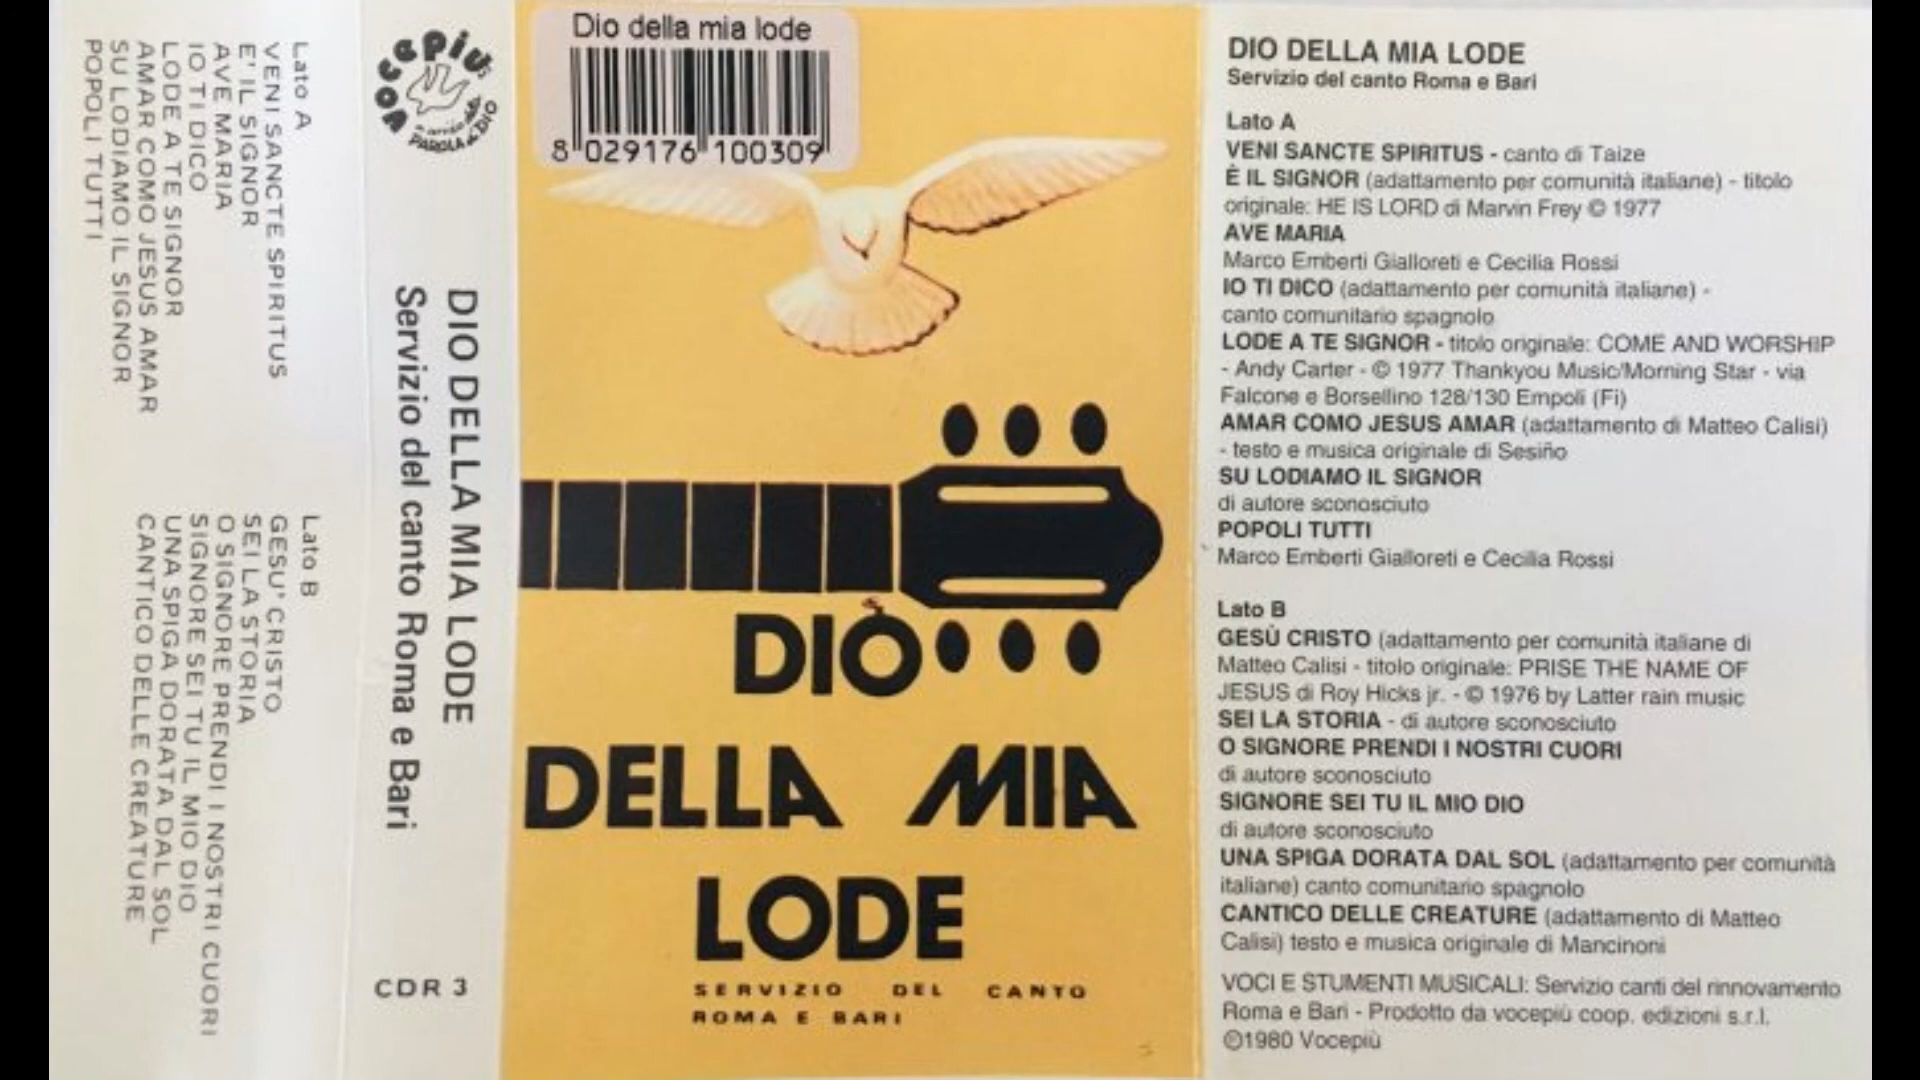 Lato A
VENI SANCTE SPIRITUS
E' IL SIGNOR
AVE MARIA
IO TI DICO
LODE A TE SIGNOR
AMAR COMO JESUS AMAR
SU LODIAMO IL SIGNOR
POPOLI TUTTI
Lato B
GESU' CRISTO
SEI LA STORIA
O SIGNORE PRENDI I NOSTRI CUORI
SIGNORE SEI TU IL MIO DIO
UNA SPIGA DORATA DAL SOL
CANTICO DELLE CREATURE
vocepiù
PAROLA di DIO
DIO DELLA MIA LODE
Servizio del canto Roma e Bari
CDR 3
Dio della mia lode
8 029176 100309
DIO
DELLA MIA
LODE
SERVIZIO DEL CANTO
ROMA E BARI
DIO DELLA MIA LODE
Servizio del canto Roma e Bari
Lato A
VENI SANCTE SPIRITUS - canto di Taize
È IL SIGNOR (adattamento per comunità italiane) - titolo
originale: HE IS LORD di Marvin Frey © 1977
AVE MARIA
Marco Emberti Gialloreti e Cecilia Rossi
IO TI DICO (adattamento per comunità italiane) -
canto comunitario spagnolo
LODE A TE SIGNOR - titolo originale: COME AND WORSHIP
- Andy Carter - © 1977 Thankyou Music/Morning Star - via
Falcone e Borsellino 128/130 Empoli (Fi)
AMAR COMO JESUS AMAR (adattamento di Matteo Calisi)
- testo e musica originale di Sesiño
SU LODIAMO IL SIGNOR
di autore sconosciuto
POPOLI TUTTI
Marco Emberti Gialloreti e Cecilia Rossi
Lato B
GESÙ CRISTO (adattamento per comunità italiane di
Matteo Calisi - titolo originale: PRISE THE NAME OF
JESUS di Roy Hicks jr. - © 1976 by Latter rain music
SEI LA STORIA - di autore sconosciuto
O SIGNORE PRENDI I NOSTRI CUORI
di autore sconosciuto
SIGNORE SEI TU IL MIO DIO
di autore sconosciuto
UNA SPIGA DORATA DAL SOL (adattamento per comunità
italiane) canto comunitario spagnolo
CANTICO DELLE CREATURE (adattamento di Matteo
Calisi) testo e musica originale di Mancinoni
VOCI E STUMENTI MUSICALI: Servizio canti del rinnovamento
Roma e Bari - Prodotto da vocepiù coop. edizioni s.r.l.
℗1980 Vocepiù